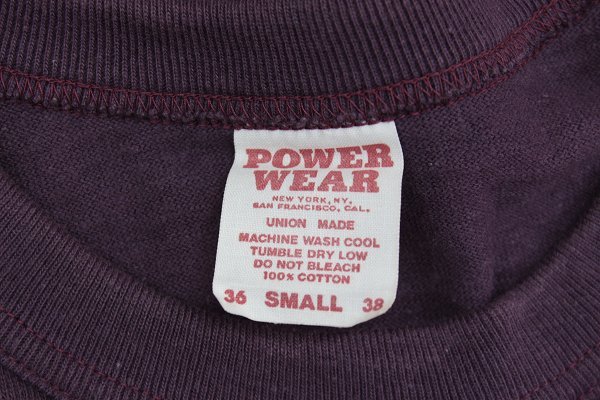 POWER
WEAR
NEW YORK, NY.
SAN FRANCISCO, CAL.
UNION MADE
MACHINE WASH COOL
TUMBLE DRY LOW
DO NOT BLEACH
100% COTTON
36 SMALL 38